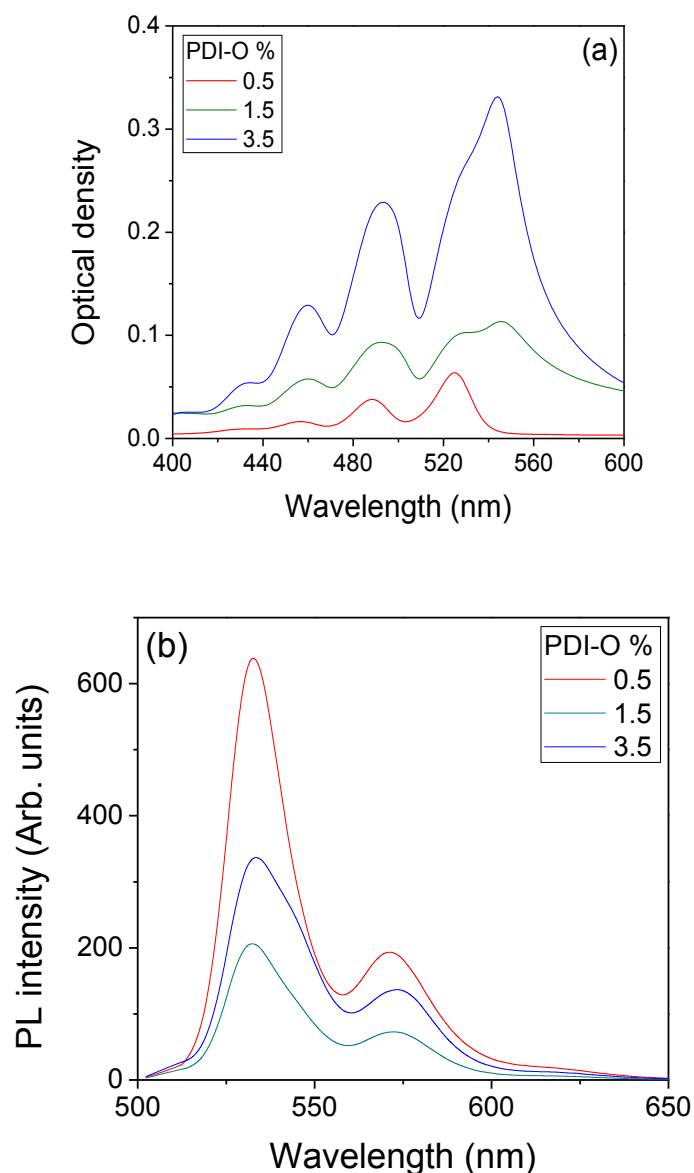 0.4
PDI-O %
(a)
0.5
1.5
3.5
0.3
0.2
0.1
0.0
Optical density
400 440 480 520 560 600
Wavelength (nm)
(b)
PDI-O %
0.5
1.5
3.5
600
400
200
0
PL intensity (Arb. units)
500 550 600 650
Wavelength (nm)